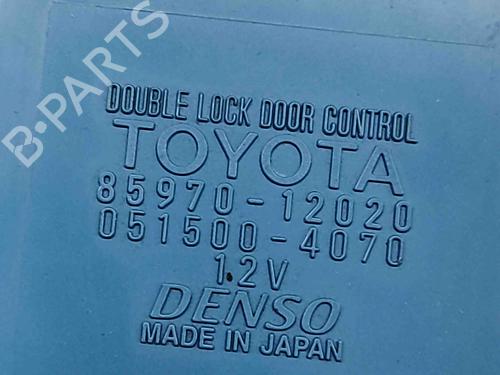 B-PARTS
DOUBLE LOCK DOOR CONTROL
TOYOTA
85970-12020
051500-4070
12V
DENSO
MADE IN JAPAN